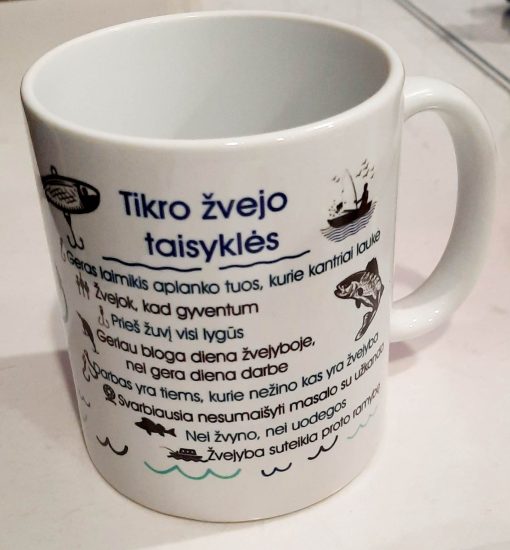 Tikro žvejo
taisyklės
Geras laimikis aplanko tuos, kurie kantriai laukė
Žvejok, kad gyventum
Prieš žuvį visi lygūs
Geriau bloga diena žvejyboje,
nei gera diena darbe
Darbas yra tiems, kurie nežino kas yra žvejyba
Svarbiausia nesumaišyti masalo su užkanda
Nei žvyno, nei uodegos
Žvejyba suteikia proto ramybę